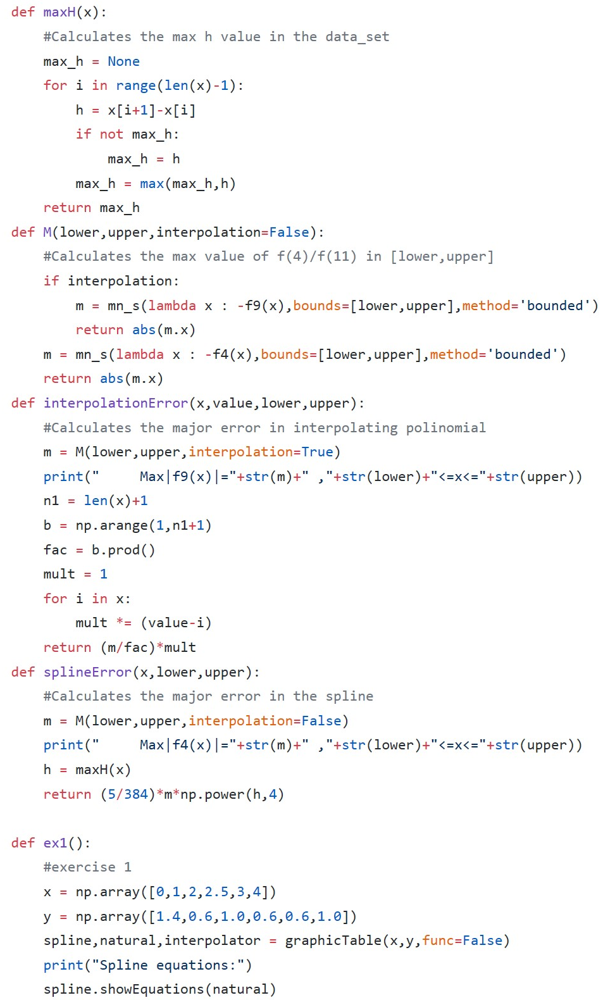 def maxH(x):
    #Calculates the max h value in the data_set
    max_h = None
    for i in range(len(x)-1):
        h = x[i+1]-x[i]
        if not max_h:
            max_h = h
        max_h = max(max_h,h)
    return max_h
def M(lower,upper,interpolation=False):
    #Calculates the max value of f(4)/f(11) in [lower,upper]
    if interpolation:
        m = mn_s(lambda x : -f9(x),bounds=[lower,upper],method='bounded')
        return abs(m.x)
    m = mn_s(lambda x : -f4(x),bounds=[lower,upper],method='bounded')
    return abs(m.x)
def interpolationError(x,value,lower,upper):
    #Calculates the major error in interpolating polinomial
    m = M(lower,upper,interpolation=True)
    print("     Max|f9(x)|="+str(m)+" ,"+str(lower)+"<=x<="+str(upper))
    n1 = len(x)+1
    b = np.arange(1,n1+1)
    fac = b.prod()
    mult = 1
    for i in x:
        mult *= (value-i)
    return (m/fac)*mult
def splineError(x,lower,upper):
    #Calculates the major error in the spline
    m = M(lower,upper,interpolation=False)
    print("     Max|f4(x)|="+str(m)+" ,"+str(lower)+"<=x<="+str(upper))
    h = maxH(x)
    return (5/384)*m*np.power(h,4)

def ex1():
    #exercise 1
    x = np.array([0,1,2,2.5,3,4])
    y = np.array([1.4,0.6,1.0,0.6,0.6,1.0])
    spline,natural,interpolator = graphicTable(x,y,func=False)
    print("Spline equations:")
    spline.showEquations(natural)